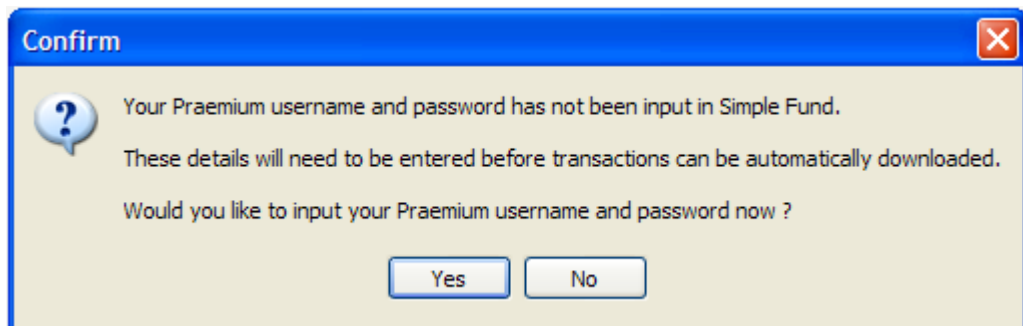 Confirm
Your Praemium username and password has not been input in Simple Fund.
These details will need to be entered before transactions can be automatically downloaded.
Would you like to input your Praemium username and password now ?
Yes No